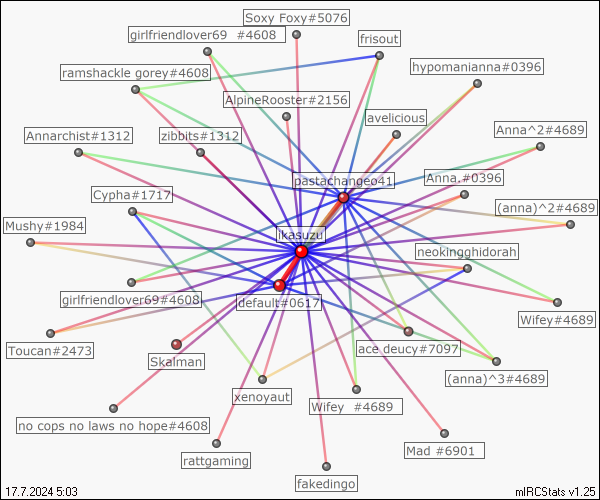 Soxy Foxy#5076
girlfriendlover69  #4608
frisout
ramshackle gorey#4608
hypomanianna#0396
AlpineRooster#2156
avelicious
Annarchist#1312
zibbits#1312
Anna^2#4689
pastachangeo41
Anna.#0396
Cypha#1717
(anna)^2#4689
Mushy#1984
ikasuzu
neokingghidorah
girlfriendlover69#4608
default#0617
Wifey#4689
Toucan#2473
Skalman
ace deucy#7097
(anna)^3#4689
xenoyaut
Wifey  #4689
no cops no laws no hope#4608
Mad #6901
rattgaming
fakedingo
17.7.2024 5:03
mIRCStats v1.25